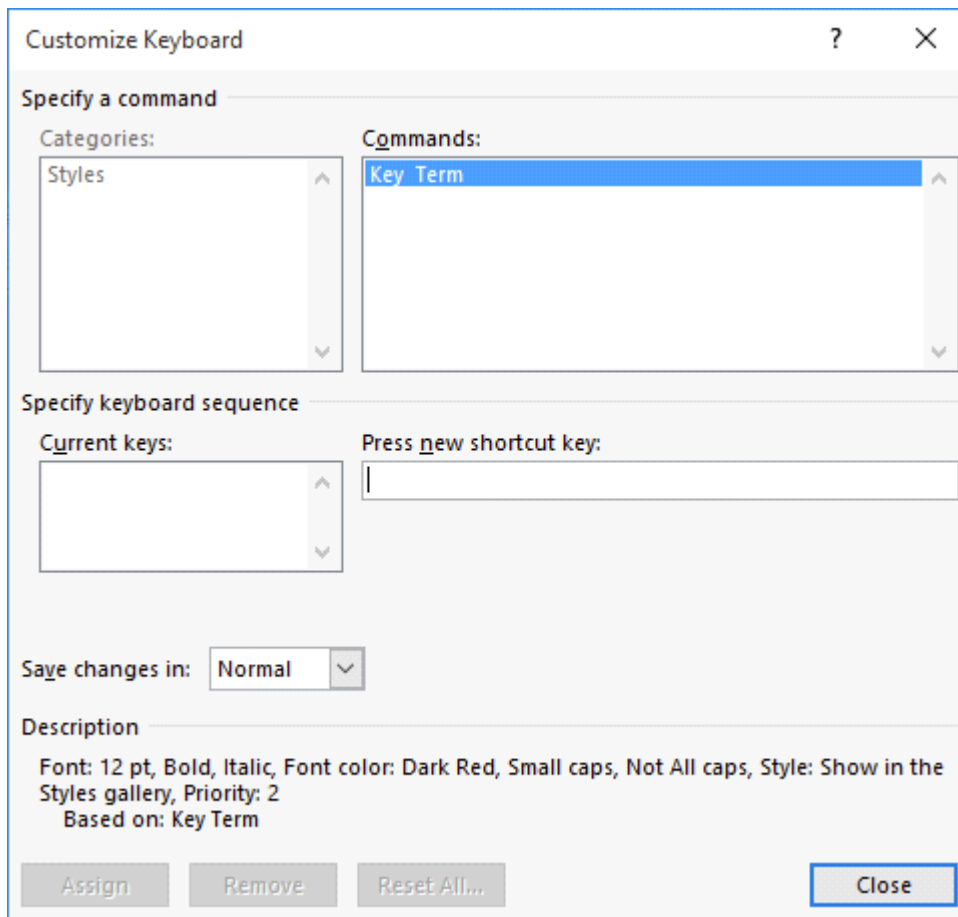 Customize Keyboard
?
Specify a command
Categories:
Commands:
Styles
Key Term
Specify keyboard sequence
Current keys:
Press new shortcut key:
Save changes in:
Normal
Description
Font: 12 pt, Bold, Italic, Font color: Dark Red, Small caps, Not All caps, Style: Show in the
Styles gallery, Priority: 2
Based on: Key Term
Assign
Remove
Reset All...
Close